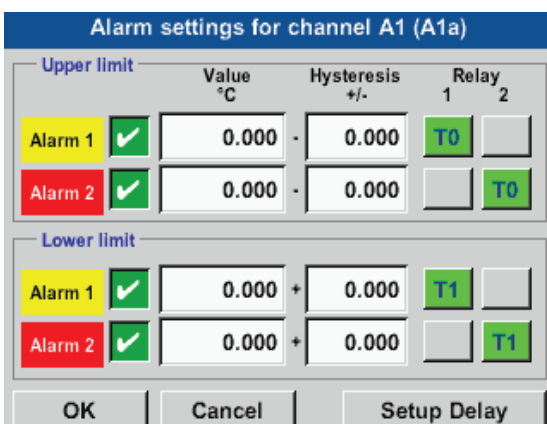 Alarm settings for channel A1 (A1a)
Upper limit
Value Hysteresis Relay
°C +/- 1 2
Alarm 1 ✔ 0.000 - 0.000 T0
Alarm 2 ✔ 0.000 - 0.000 T0
Lower limit
Alarm 1 ✔ 0.000 + 0.000 T1
Alarm 2 ✔ 0.000 + 0.000 T1
OK Cancel Setup Delay